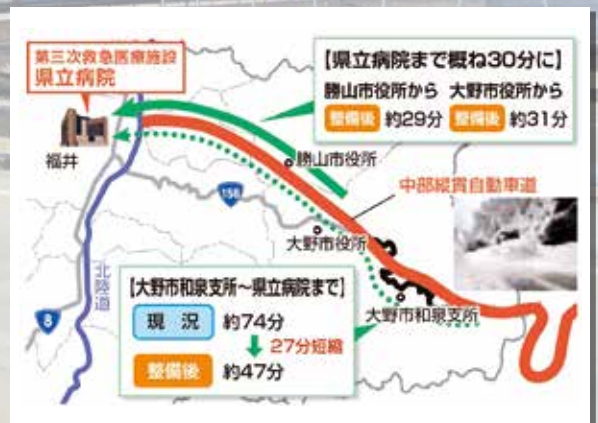 第三次救急医療施設
県立病院
福井
【県立病院まで概ね30分に】
勝山市役所から 大野市役所から
整備後 約29分 整備後 約31分
勝山市役所
中部縦貫自動車道
158
大野市役所
北陸道
8
大野市和泉支所
【大野市和泉支所～県立病院まで】
現況 約74分
27分短縮
整備後 約47分